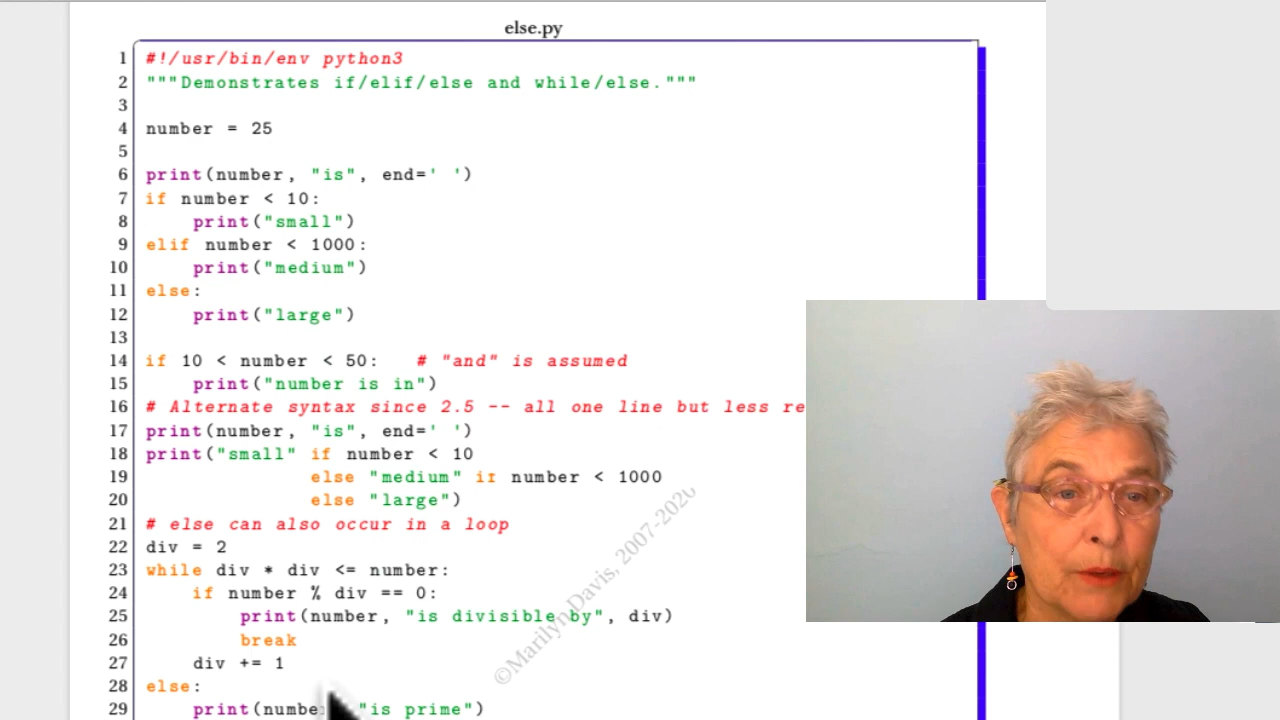 else.py
1 #!/usr/bin/env python3
2 """Demonstrates if/elif/else and while/else."""
3
4 number = 25
5
6 print(number, "is", end=' ')
7 if number < 10:
8     print("small")
9 elif number < 1000:
10     print("medium")
11 else:
12     print("large")
13
14 if 10 < number < 50:   # "and" is assumed
15     print("number is in")
16 # Alternate syntax since 2.5 -- all one line but less re
17 print(number, "is", end=' ')
18 print("small" if number < 10
19               else "medium" if number < 1000
20               else "large")
21 # else can also occur in a loop
22 div = 2
23 while div * div <= number:
24     if number % div == 0:
25         print(number, "is divisible by", div)
26         break
27     div += 1
28 else:
29     print(numbe "is prime")
©Marilyn Davis, 2007-2020